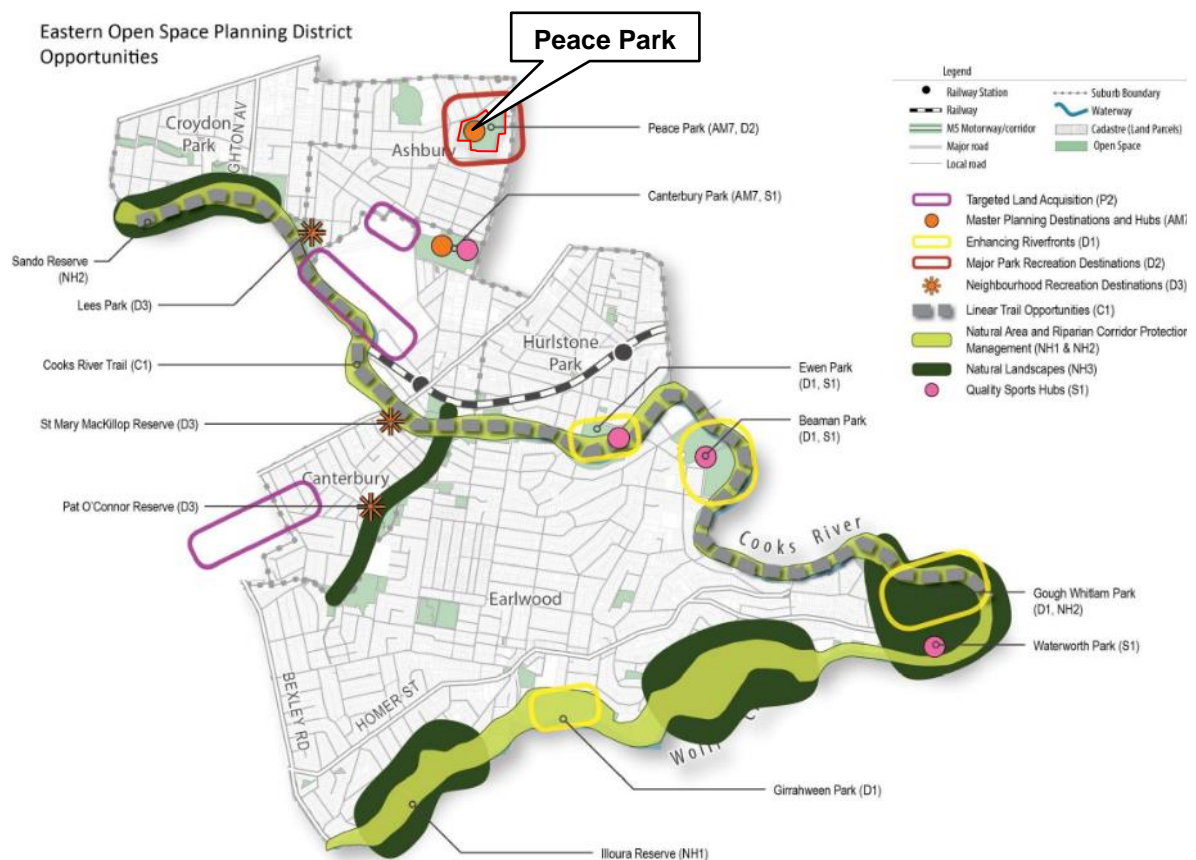 Eastern Open Space Planning District
Opportunities
Peace Park
Legend
Railway Station
Railway
M5 Motorway/corridor
Major road
Local road
Suburb Boundary
Waterway
Cadastre (Land Parcels)
Open Space
Targeted Land Acquisition (P2)
Master Planning Destinations and Hubs (AM7
Enhancing Riverfronts (D1)
Major Park Recreation Destinations (D2)
Neighbourhood Recreation Destinations (D3)
Linear Trail Opportunities (C1)
Natural Area and Riparian Corridor Protection
Management (NH1 & NH2)
Natural Landscapes (NH3)
Quality Sports Hubs (S1)
Croydon
Park
GHTON AV
Ashbury
Peace Park (AM7, D2)
Canterbury Park (AM7, S1)
Sando Reserve
(NH2)
Lees Park (D3)
Hurlstone
Park
Cooks River Trail (C1)
Ewen Park
(D1, S1)
Beaman Park
(D1, S1)
St Mary MacKillop Reserve (D3)
Canterbury
Pat O'Connor Reserve (D3)
Cooks River
Earlwood
Gough Whitlam Park
(D1, NH2)
Waterworth Park (S1)
BEXLEY RD
HOMER ST
Girrahween Park (D1)
Illoura Reserve (NH1)